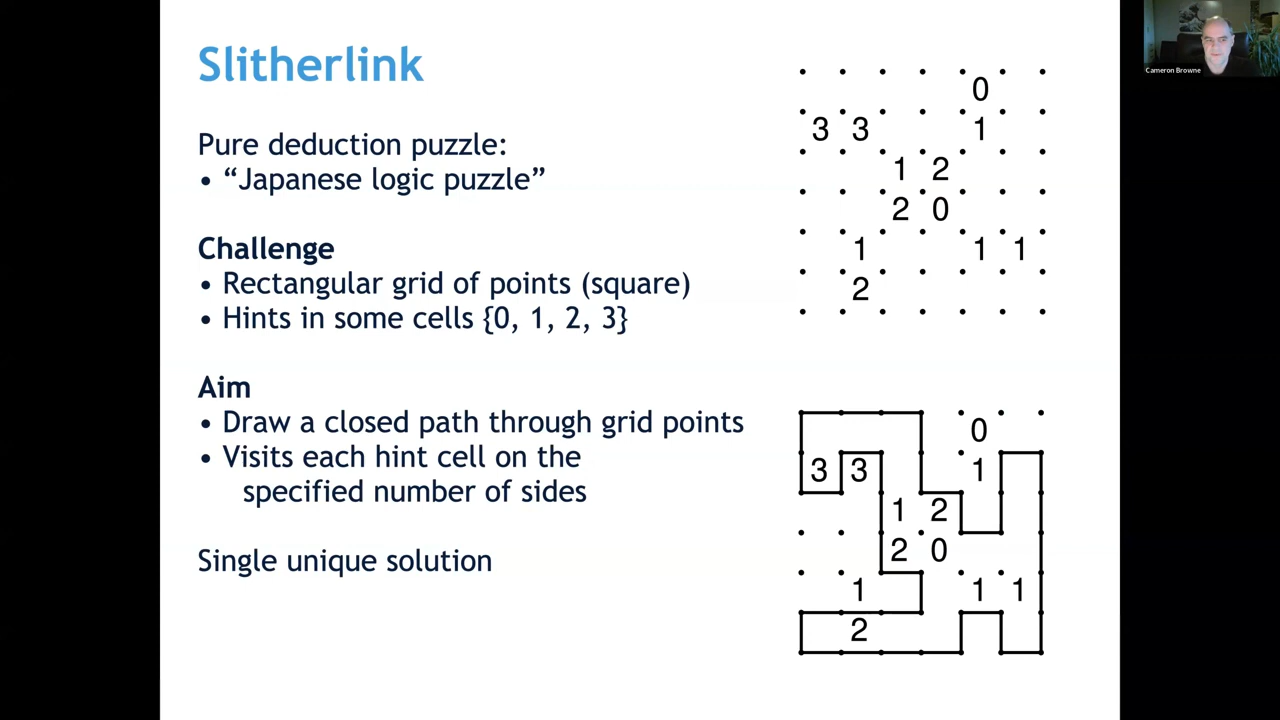 Slitherlink
Pure deduction puzzle:
• “Japanese logic puzzle”
Challenge
• Rectangular grid of points (square)
• Hints in some cells {0, 1, 2, 3}
Aim
• Draw a closed path through grid points
• Visits each hint cell on the
specified number of sides
Single unique solution
0
3 3 1
1 2
2 0
1 1 1
2
0
3 3 1
1 2
2 0
1 1 1
2
Cameron Browne